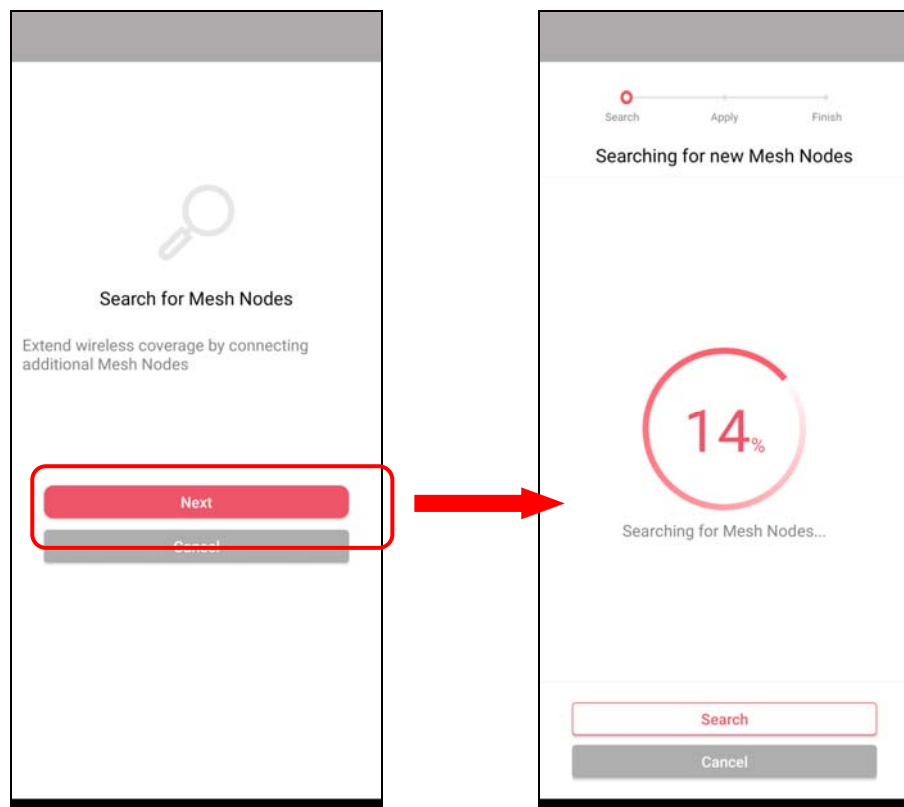 Search for Mesh Nodes
Extend wireless coverage by connecting
additional Mesh Nodes
Next
Cancel
Search Apply Finish
Searching for new Mesh Nodes
14%
Searching for Mesh Nodes...
Search
Cancel